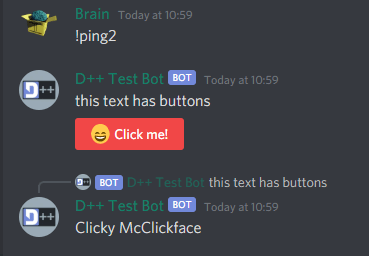 Brain Today at 10:59
!ping2
D++ Test Bot BOT Today at 10:59
this text has buttons
Click me!
BOT D++ Test Bot this text has buttons
D++ Test Bot BOT Today at 10:59
Clicky McClickface